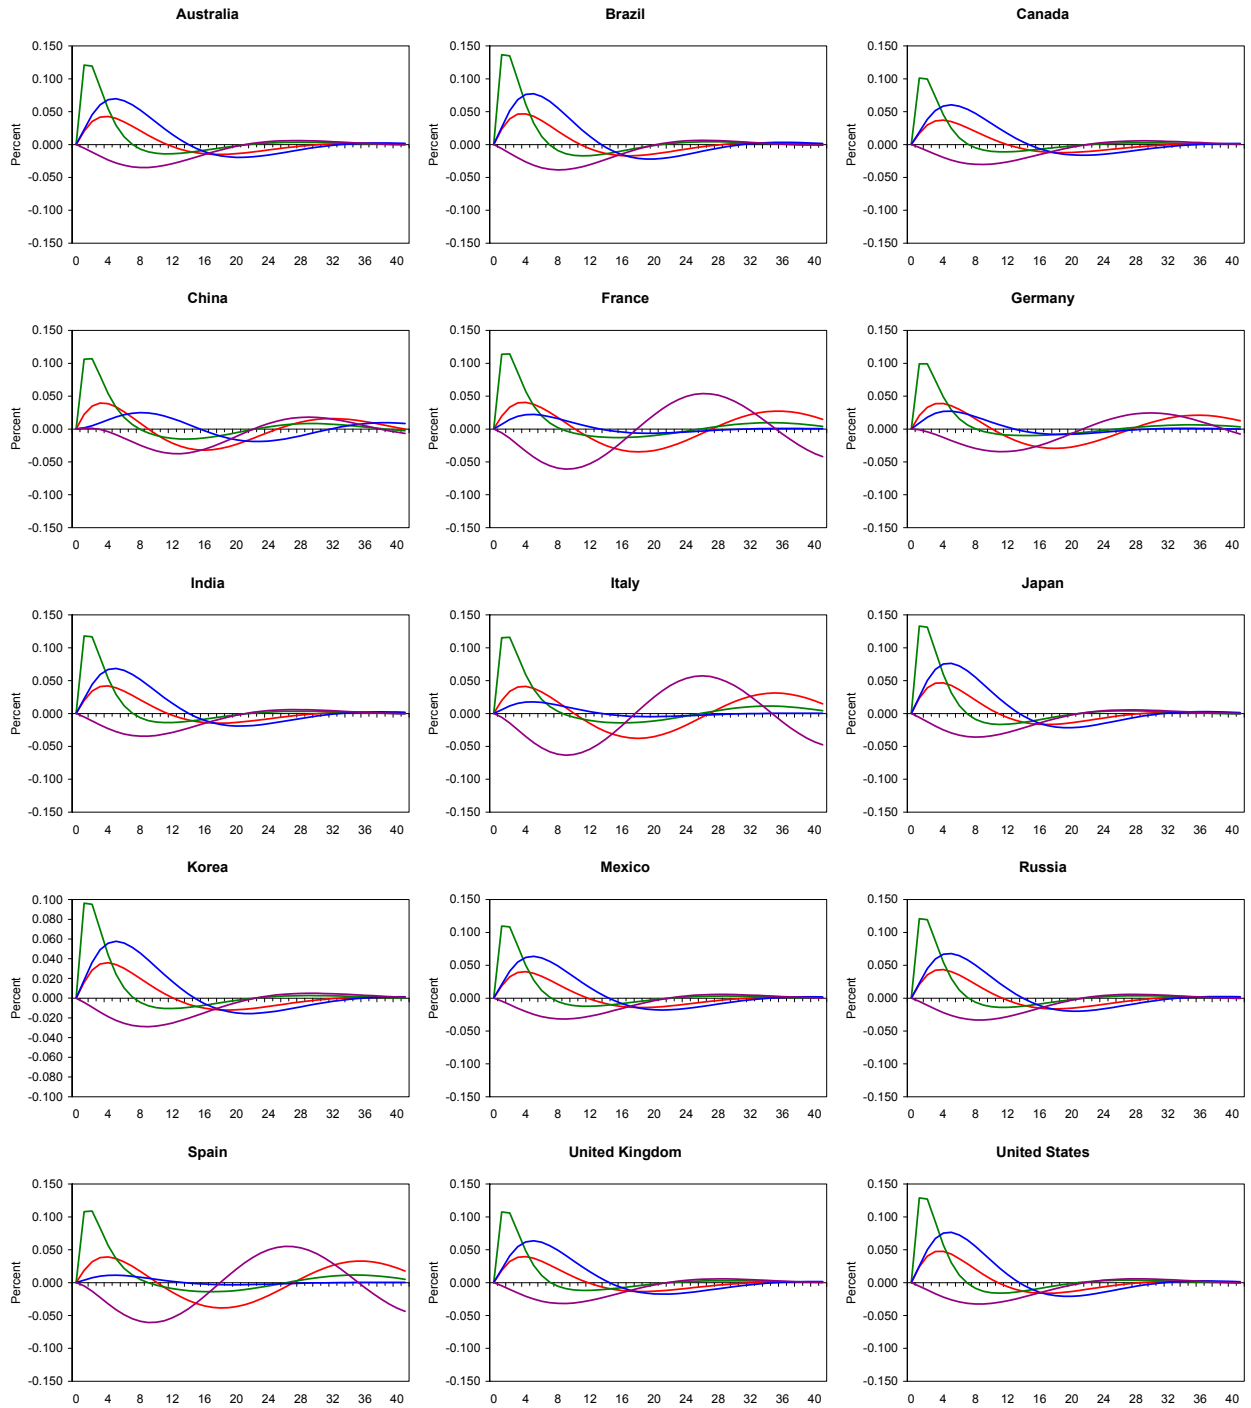 Australia
Brazil
Canada
0.150
0.100
0.050
0.000
-0.050
-0.100
-0.150
Percent
0 4 8 12 16 20 24 28 32 36 40
0.150
0.100
0.050
0.000
-0.050
-0.100
-0.150
Percent
0 4 8 12 16 20 24 28 32 36 40
0.150
0.100
0.050
0.000
-0.050
-0.100
-0.150
Percent
0 4 8 12 16 20 24 28 32 36 40
China
France
Germany
0.150
0.100
0.050
0.000
-0.050
-0.100
-0.150
Percent
0 4 8 12 16 20 24 28 32 36 40
0.150
0.100
0.050
0.000
-0.050
-0.100
-0.150
Percent
0 4 8 12 16 20 24 28 32 36 40
0.150
0.100
0.050
0.000
-0.050
-0.100
-0.150
Percent
0 4 8 12 16 20 24 28 32 36 40
India
Italy
Japan
0.150
0.100
0.050
0.000
-0.050
-0.100
-0.150
Percent
0 4 8 12 16 20 24 28 32 36 40
0.150
0.100
0.050
0.000
-0.050
-0.100
-0.150
Percent
0 4 8 12 16 20 24 28 32 36 40
0.150
0.100
0.050
0.000
-0.050
-0.100
-0.150
Percent
0 4 8 12 16 20 24 28 32 36 40
Korea
Mexico
Russia
0.100
0.080
0.060
0.040
0.020
0.000
-0.020
-0.040
-0.060
-0.080
-0.100
Percent
0 4 8 12 16 20 24 28 32 36 40
0.150
0.100
0.050
0.000
-0.050
-0.100
-0.150
Percent
0 4 8 12 16 20 24 28 32 36 40
0.150
0.100
0.050
0.000
-0.050
-0.100
-0.150
Percent
0 4 8 12 16 20 24 28 32 36 40
Spain
United Kingdom
United States
0.150
0.100
0.050
0.000
-0.050
-0.100
-0.150
Percent
0 4 8 12 16 20 24 28 32 36 40
0.150
0.100
0.050
0.000
-0.050
-0.100
-0.150
Percent
0 4 8 12 16 20 24 28 32 36 40
0.150
0.100
0.050
0.000
-0.050
-0.100
-0.150
Percent
0 4 8 12 16 20 24 28 32 36 40